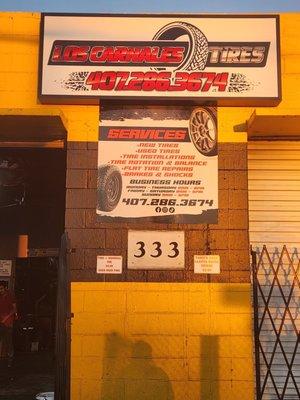 LOS CARNALES TIRES
407.286.3674
SERVICES
-NEW TIRES
-USED TIRES
-TIRE INSTALLATIONS
-TIRE ROTATION & BALANCE
-FLAT TIRE REPAIRS
-BRAKES & SHOCKS
BUSINESS HOURS
407.286.3674
333